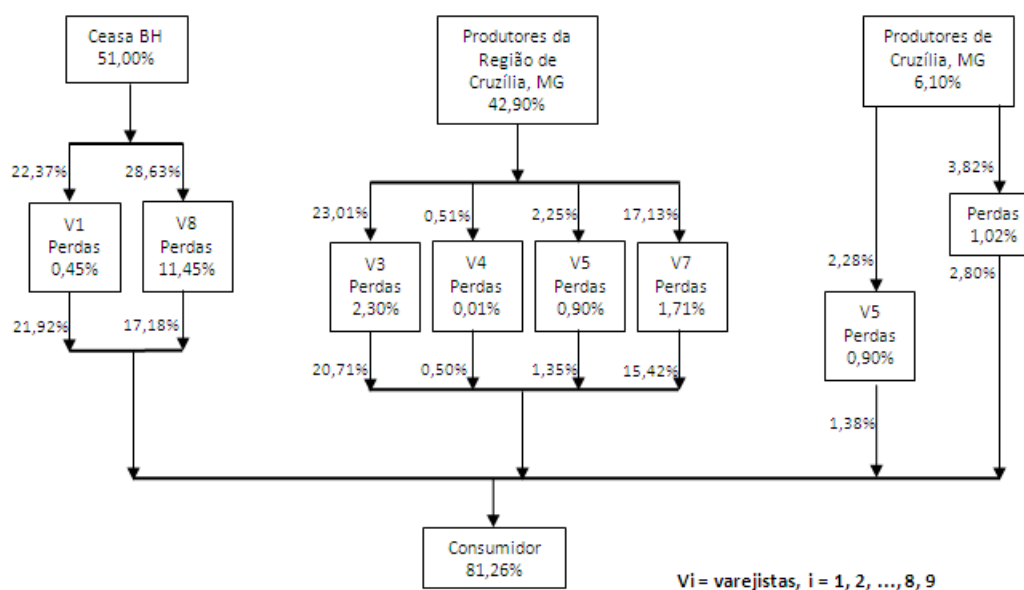 Ceasa BH
51,00%
Produtores da
Região de
Cruzília, MG
42,90%
Produtores de
Cruzília, MG
6,10%
22,37%
28,63%
V1
Perdas
0,45%
V8
Perdas
11,45%
21,92%
17,18%
23,01%
0,51%
2,25%
17,13%
V3
Perdas
2,30%
V4
Perdas
0,01%
V5
Perdas
0,90%
V7
Perdas
1,71%
20,71%
0,50%
1,35%
15,42%
3,82%
Perdas
1,02%
2,28%
2,80%
V5
Perdas
0,90%
1,38%
Consumidor
81,26%
Vi = varejistas, i = 1, 2, ..., 8, 9